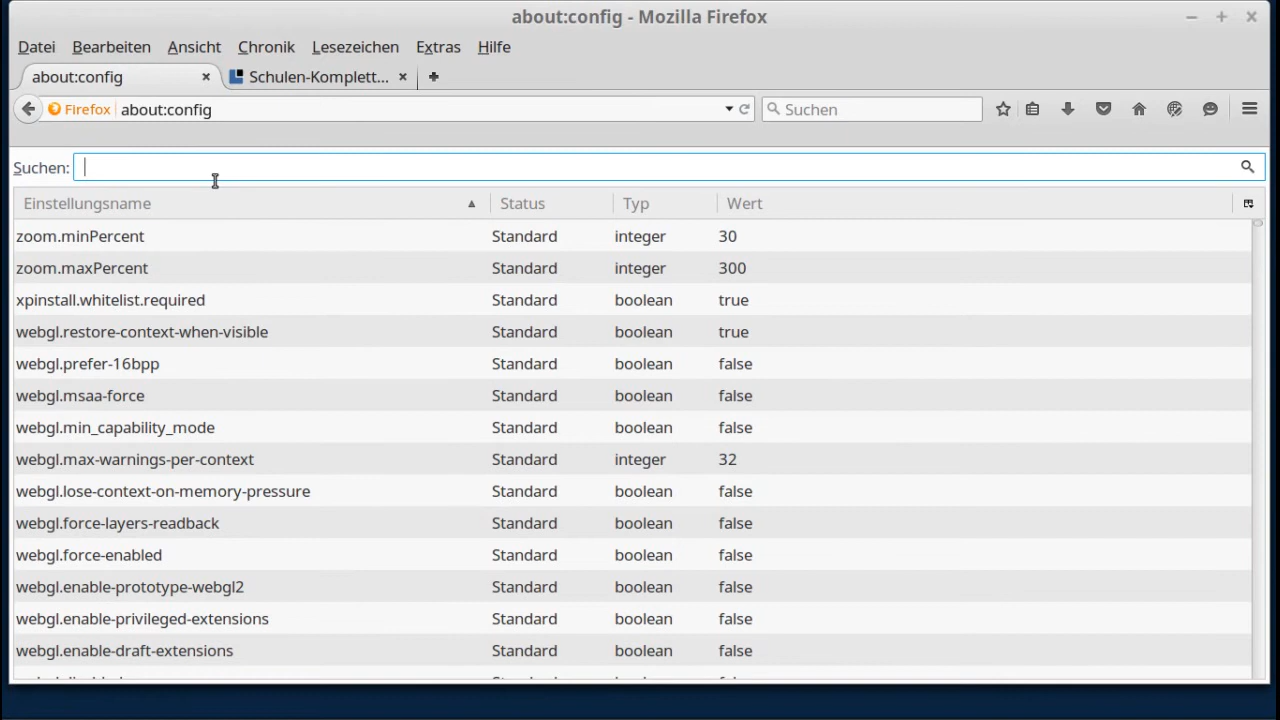 about:config - Mozilla Firefox
Datei Bearbeiten Ansicht Chronik Lesezeichen Extras Hilfe
about:config Schulen-Komplett...
Firefox about:config Suchen
Suchen:
Einstellungsname Status Typ Wert
zoom.minPercent Standard integer 30
zoom.maxPercent Standard integer 300
xpinstall.whitelist.required Standard boolean true
webgl.restore-context-when-visible Standard boolean true
webgl.prefer-16bpp Standard boolean false
webgl.msaa-force Standard boolean false
webgl.min_capability_mode Standard boolean false
webgl.max-warnings-per-context Standard integer 32
webgl.lose-context-on-memory-pressure Standard boolean false
webgl.force-layers-readback Standard boolean false
webgl.force-enabled Standard boolean false
webgl.enable-prototype-webgl2 Standard boolean false
webgl.enable-privileged-extensions Standard boolean false
webgl.enable-draft-extensions Standard boolean false